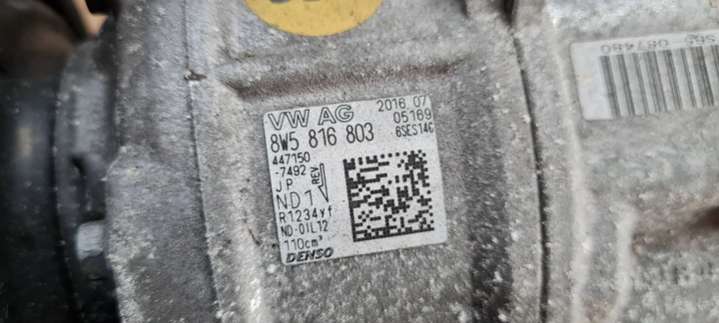 VW AG 2016 07
8W5 816 803 05169
6SES14C
447150
-7492
JP REV
ND1
R1234yf
ND-OIL12
110cm³
DENSO
087480